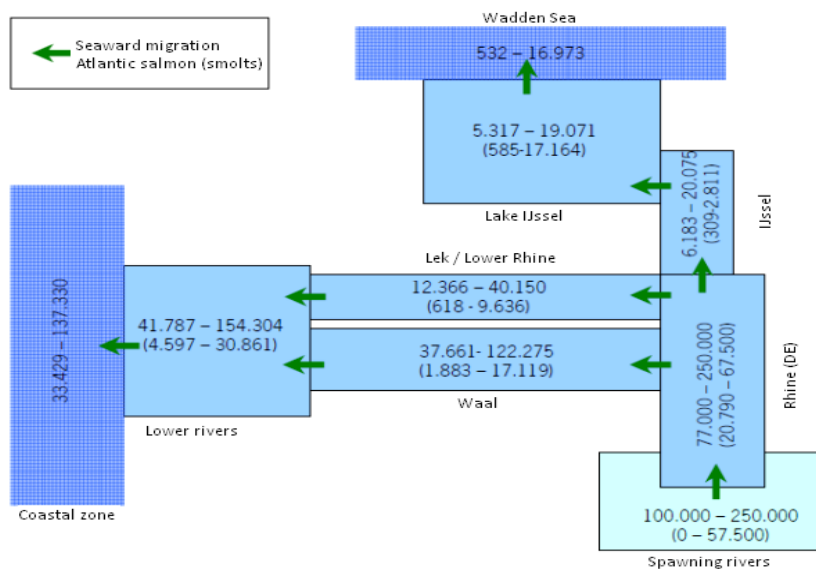 Seaward migration
Atlantic salmon (smolts)
Wadden Sea
532 – 16.973
5.317 – 19.071
(585-17.164)
Lake IJssel
6.183 – 20.075
(309-2.811)
IJssel
Lek / Lower Rhine
12.366 – 40.150
(618 - 9.636)
37.661- 122.275
(1.883 – 17.119)
Waal
41.787 – 154.304
(4.597 – 30.861)
Lower rivers
33.429 – 137.330
Coastal zone
77.000 – 250.000
(20.790 – 67.500)
Rhine (DE)
100.000 – 250.000
(0 – 57.500)
Spawning rivers